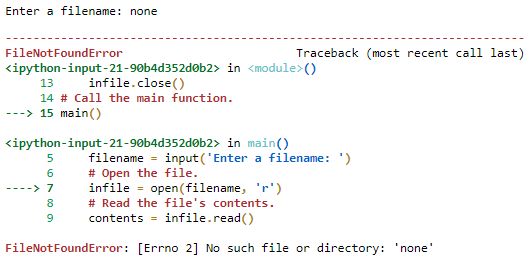 Enter a filename: none
---------------------------------------------------------------------------
FileNotFoundError                         Traceback (most recent call last)
<ipython-input-21-90b4d352d0b2> in <module>()
     13     infile.close()
     14 # Call the main function.
---> 15 main()
<ipython-input-21-90b4d352d0b2> in main()
      5     filename = input('Enter a filename: ')
      6     # Open the file.
----> 7     infile = open(filename, 'r')
      8     # Read the file's contents.
      9     contents = infile.read()
FileNotFoundError: [Errno 2] No such file or directory: 'none'